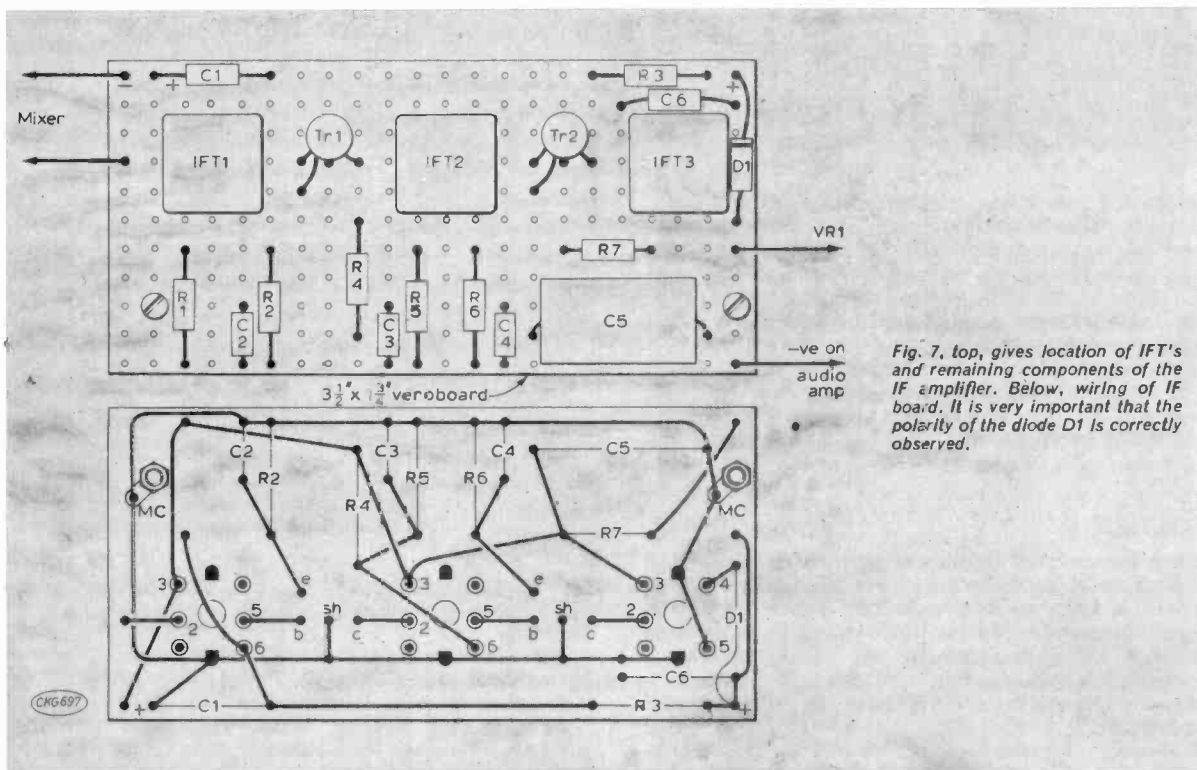 − + C1 R3 +
C6
Mixer
IFT1 Tr1 IFT2 Tr2 IFT3 D1
VR1
R1 C2 R2 R4 C3 R5 R6 C4 R7 C5
3½" x 1¾" veroboard
–ve on
audio
amp
Fig. 7, top, gives location of IFT's
and remaining components of the
IF amplifier. Below, wiring of IF
board. It is very important that the
polarity of the diode D1 is correctly
observed.
C2 R2 C3 R5 R6 C4 C5
MC R4 R7 MC
3 e 3 e 3 4
2 5 b sh c 2 5 b sh c 2 D1
6 6 5
C6
CKG697 + C1 R3 +